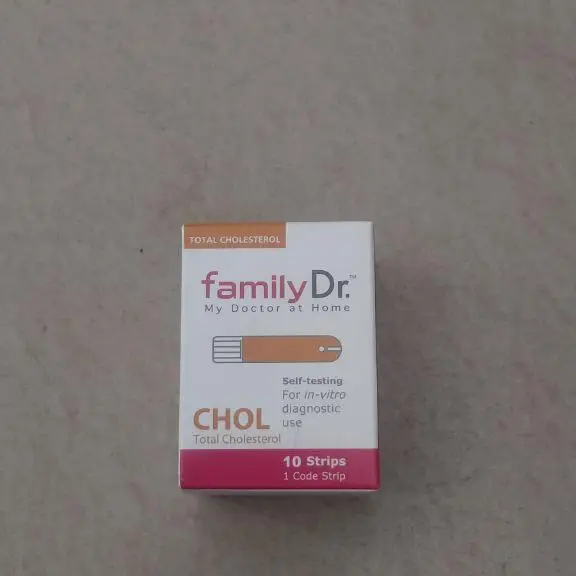 TOTAL CHOLESTEROL
familyDr.™
My Doctor at Home
Self-testing
For in-vitro
diagnostic
use
CHOL
Total Cholesterol
10 Strips
1 Code Strip